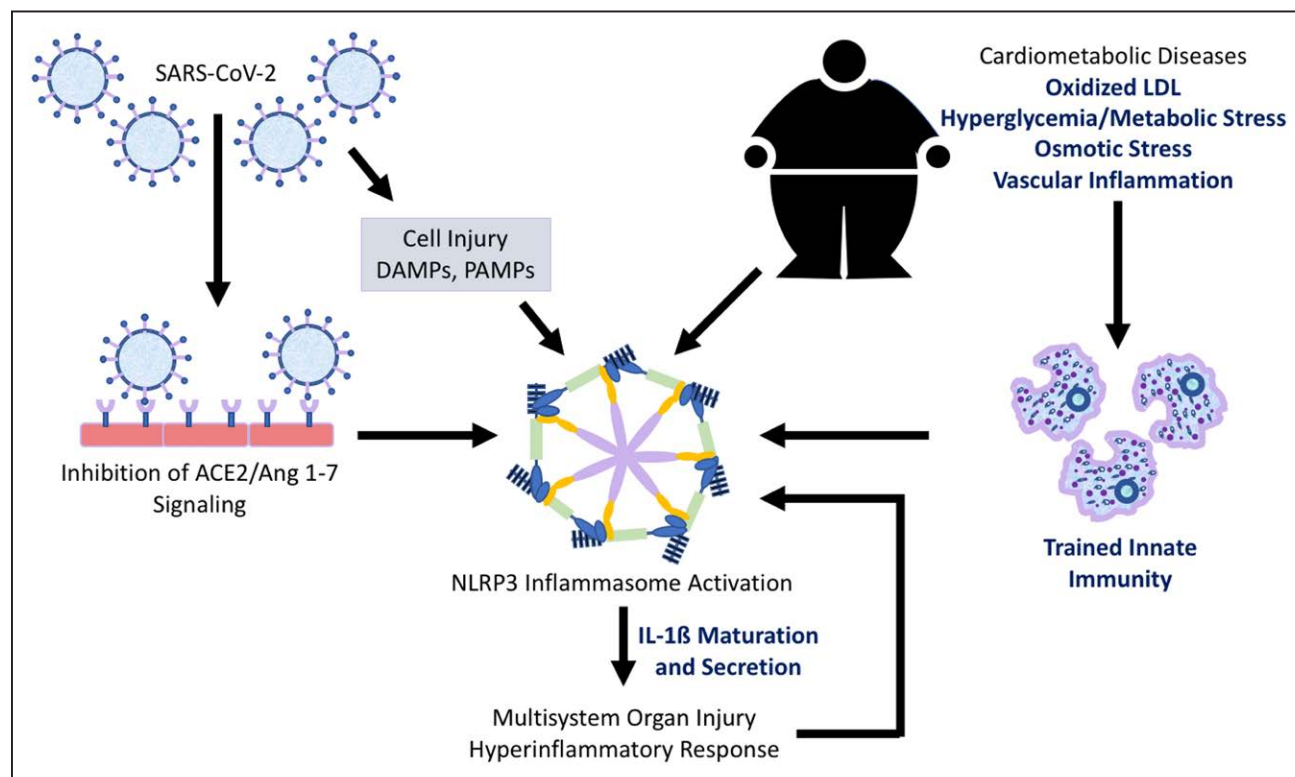 SARS-CoV-2
Cell Injury
DAMPs, PAMPs
Inhibition of ACE2/Ang 1-7
Signaling
Cardiometabolic Diseases
Oxidized LDL
Hyperglycemia/Metabolic Stress
Osmotic Stress
Vascular Inflammation
Trained Innate
Immunity
NLRP3 Inflammasome Activation
IL-1ß Maturation
and Secretion
Multisystem Organ Injury
Hyperinflammatory Response